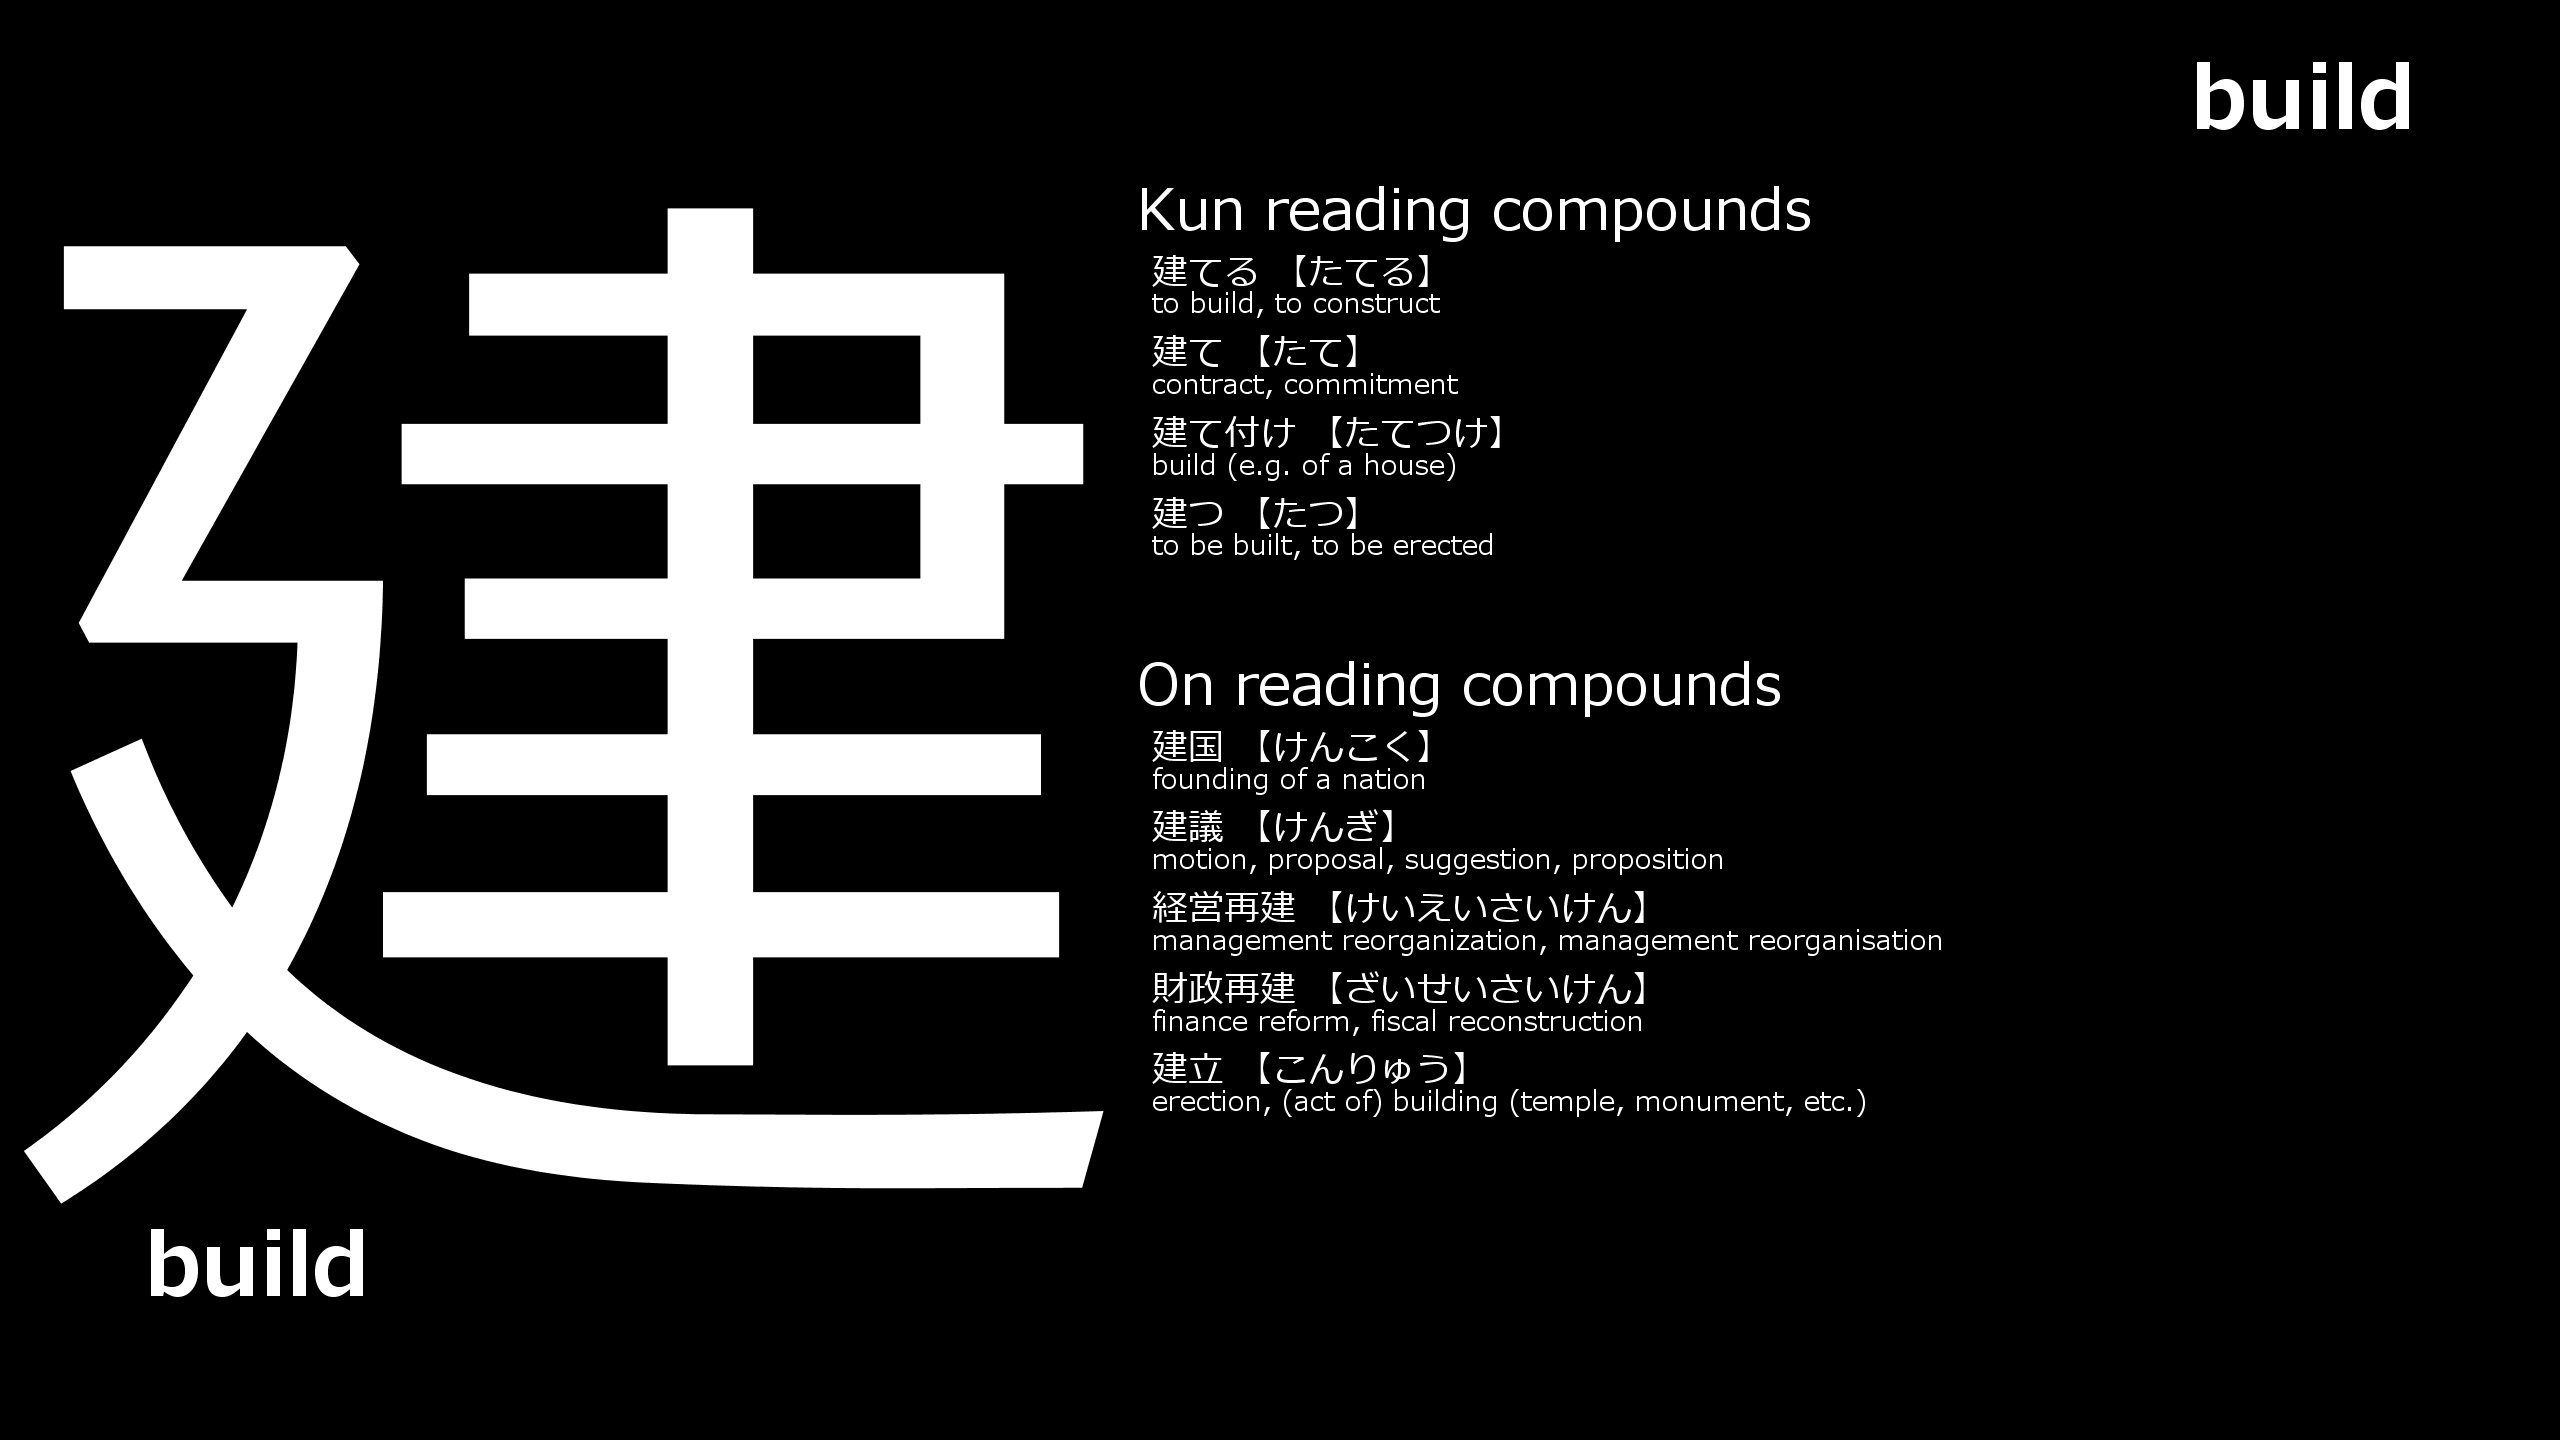 build
建
build
Kun reading compounds
建てる 【たてる】
to build, to construct
建て 【たて】
contract, commitment
建て付け 【たてつけ】
build (e.g. of a house)
建つ 【たつ】
to be built, to be erected
On reading compounds
建国 【けんこく】
founding of a nation
建議 【けんぎ】
motion, proposal, suggestion, proposition
経営再建 【けいえいさいけん】
management reorganization, management reorganisation
財政再建 【ざいせいさいけん】
finance reform, fiscal reconstruction
建立 【こんりゅう】
erection, (act of) building (temple, monument, etc.)